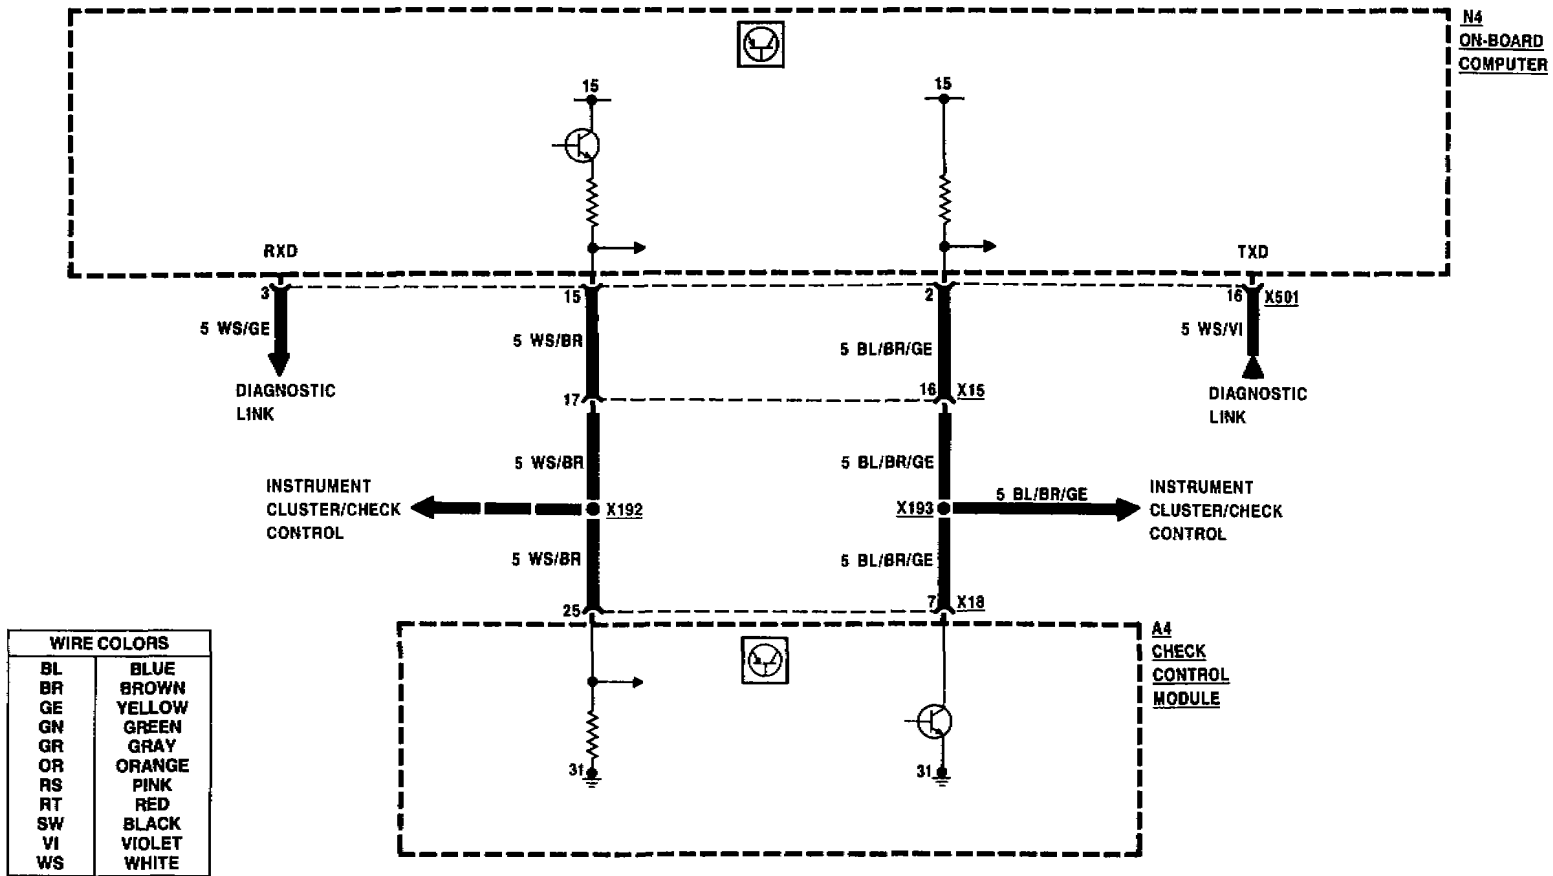 N4
ON-BOARD
COMPUTER
15
15
RXD
TXD
3
15
2
16 X501
5 WS/GE
5 WS/BR
5 BL/BR/GE
5 WS/VI
DIAGNOSTIC
LINK
17
16 X15
DIAGNOSTIC
LINK
5 WS/BR
5 BL/BR/GE
INSTRUMENT
CLUSTER/CHECK
CONTROL
X192
X193
5 BL/BR/GE
INSTRUMENT
CLUSTER/CHECK
CONTROL
5 WS/BR
5 BL/BR/GE
25
7 X18
A4
CHECK
CONTROL
MODULE
31
31
WIRE COLORS
BL BLUE
BR BROWN
GE YELLOW
GN GREEN
GR GRAY
OR ORANGE
RS PINK
RT RED
SW BLACK
VI VIOLET
WS WHITE